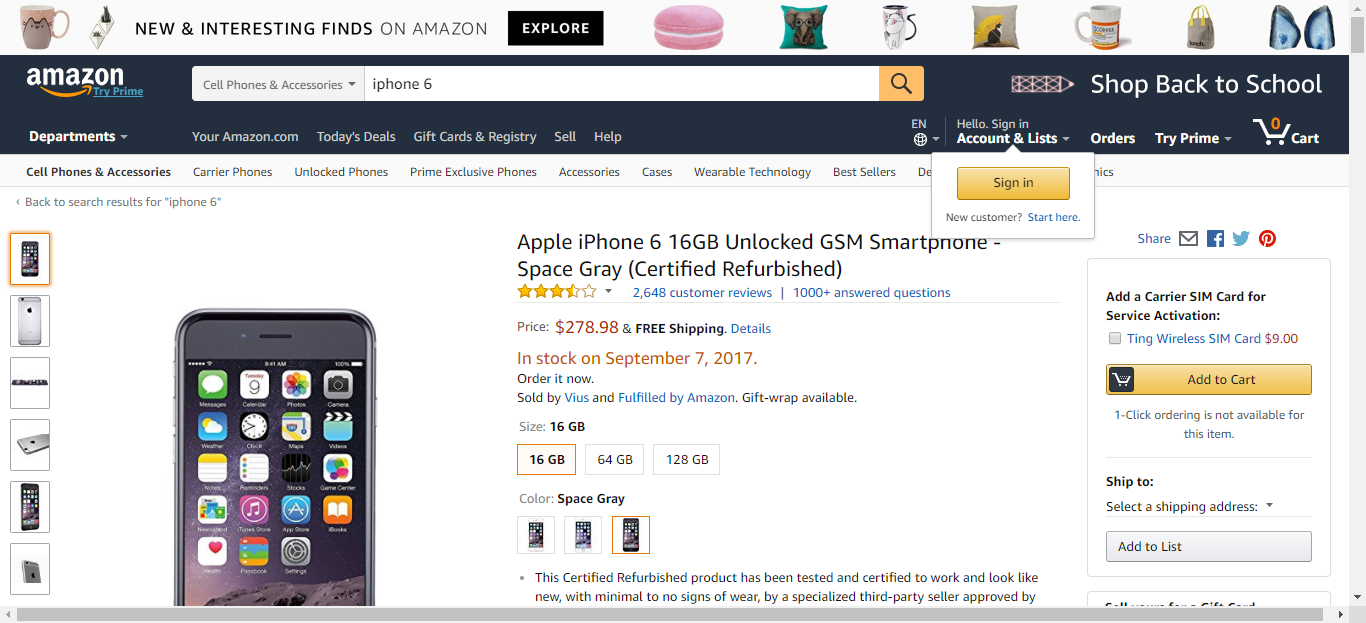 NEW & INTERESTING FINDS ON AMAZON
EXPLORE
amazon
Try Prime
Cell Phones & Accessories
iphone 6
Shop Back to School
Departments
Your Amazon.com
Today's Deals
Gift Cards & Registry
Sell
Help
EN
Hello. Sign in
Account & Lists
Orders
Try Prime
0
Cart
Cell Phones & Accessories
Carrier Phones
Unlocked Phones
Prime Exclusive Phones
Accessories
Cases
Wearable Technology
Best Sellers
Sign in
New customer? Start here.
‹ Back to search results for "iphone 6"
Apple iPhone 6 16GB Unlocked GSM Smartphone -
Space Gray (Certified Refurbished)
2,648 customer reviews | 1000+ answered questions
Price: $278.98 & FREE Shipping. Details
In stock on September 7, 2017.
Order it now.
Sold by Vius and Fulfilled by Amazon. Gift-wrap available.
Size: 16 GB
16 GB
64 GB
128 GB
Color: Space Gray
This Certified Refurbished product has been tested and certified to work and look like
new, with minimal to no signs of wear, by a specialized third-party seller approved by
Share
Add a Carrier SIM Card for
Service Activation:
Ting Wireless SIM Card $9.00
Add to Cart
1-Click ordering is not available for
this item.
Ship to:
Select a shipping address:
Add to List
Sell yours for a Gift Card
9:41 AM
100%
Tuesday
9
Messages
Calendar
Photos
Camera
Weather
Clock
Maps
Videos
Notes
Reminders
Stocks
Game Center
Newsstand
iTunes Store
App Store
iBooks
Health
Passbook
Settings